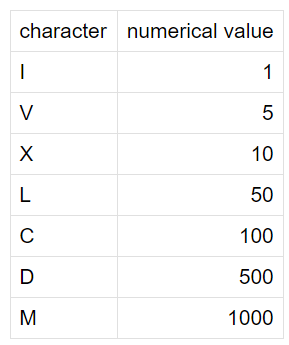 character numerical value
I 1
V 5
X 10
L 50
C 100
D 500
M 1000